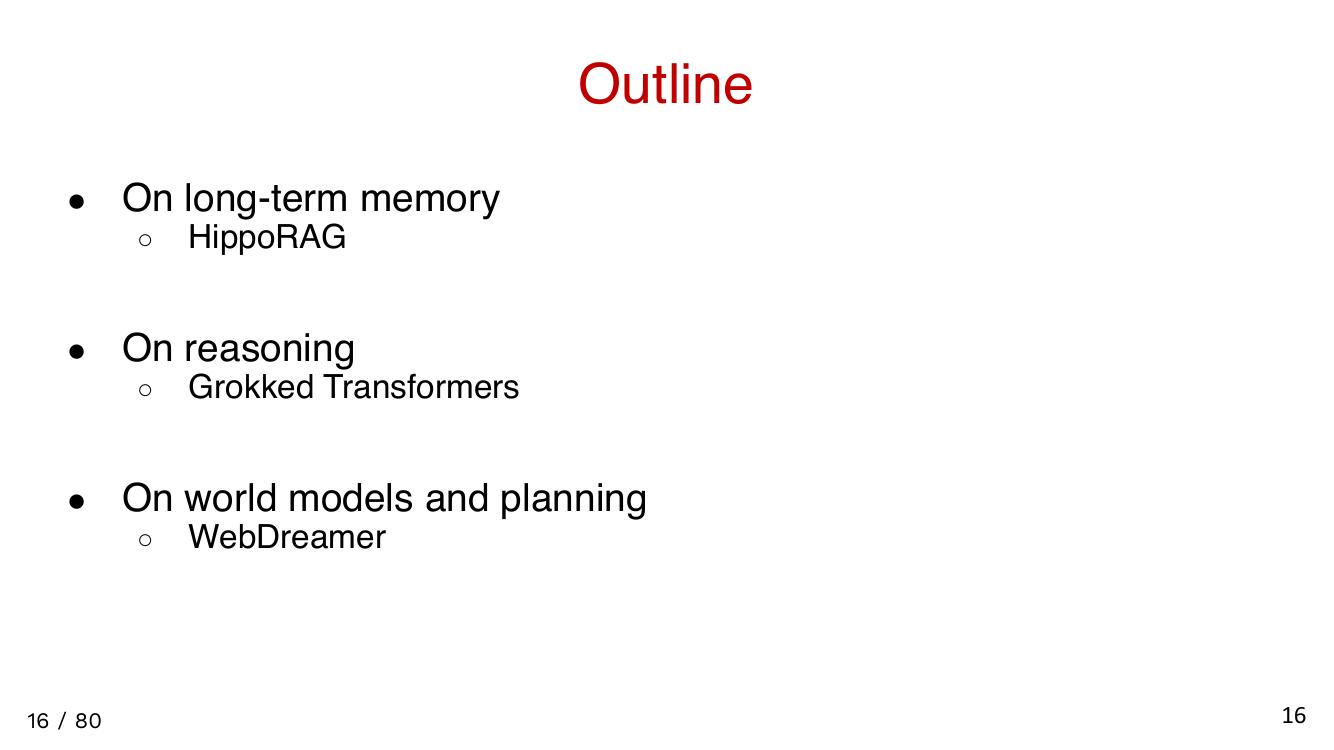 Outline
● On long-term memory
○ HippoRAG
● On reasoning
○ Grokked Transformers
● On world models and planning
○ WebDreamer
16 / 80
16